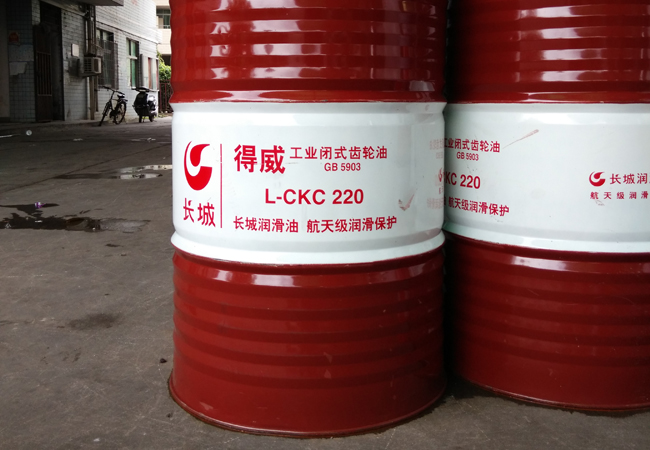 长城
得威 工业闭式齿轮油
GB 5903
L-CKC 220
长城润滑油 航天级润滑保护
工业闭式齿轮油
GB 5903
KC 220
航天级润滑保护
长城润
航天级润滑